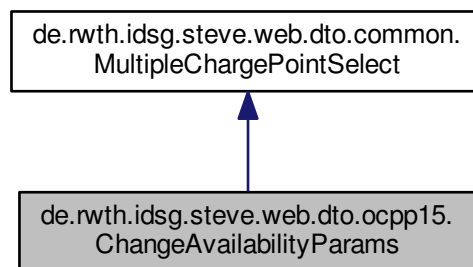 de.rwth.idsg.steve.web.dto.common.
MultipleChargePointSelect
de.rwth.idsg.steve.web.dto.ocpp15.
ChangeAvailabilityParams